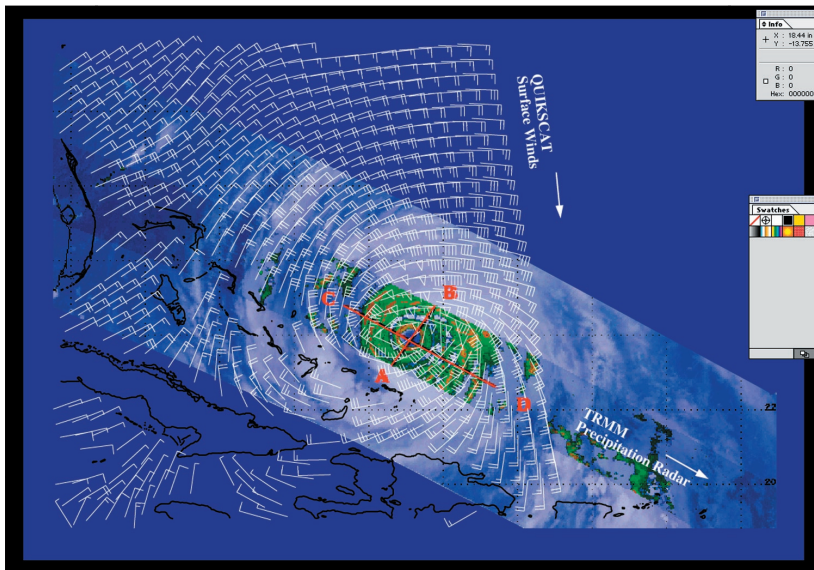 Info
X : 18.44 in
Y : -13.755
R : 0
G : 0
B : 0
Hex: 000000
QUIKSCAT
Surface Winds
Swatches
C
B
A
D
22
TRMM
Precipitation Radar
20